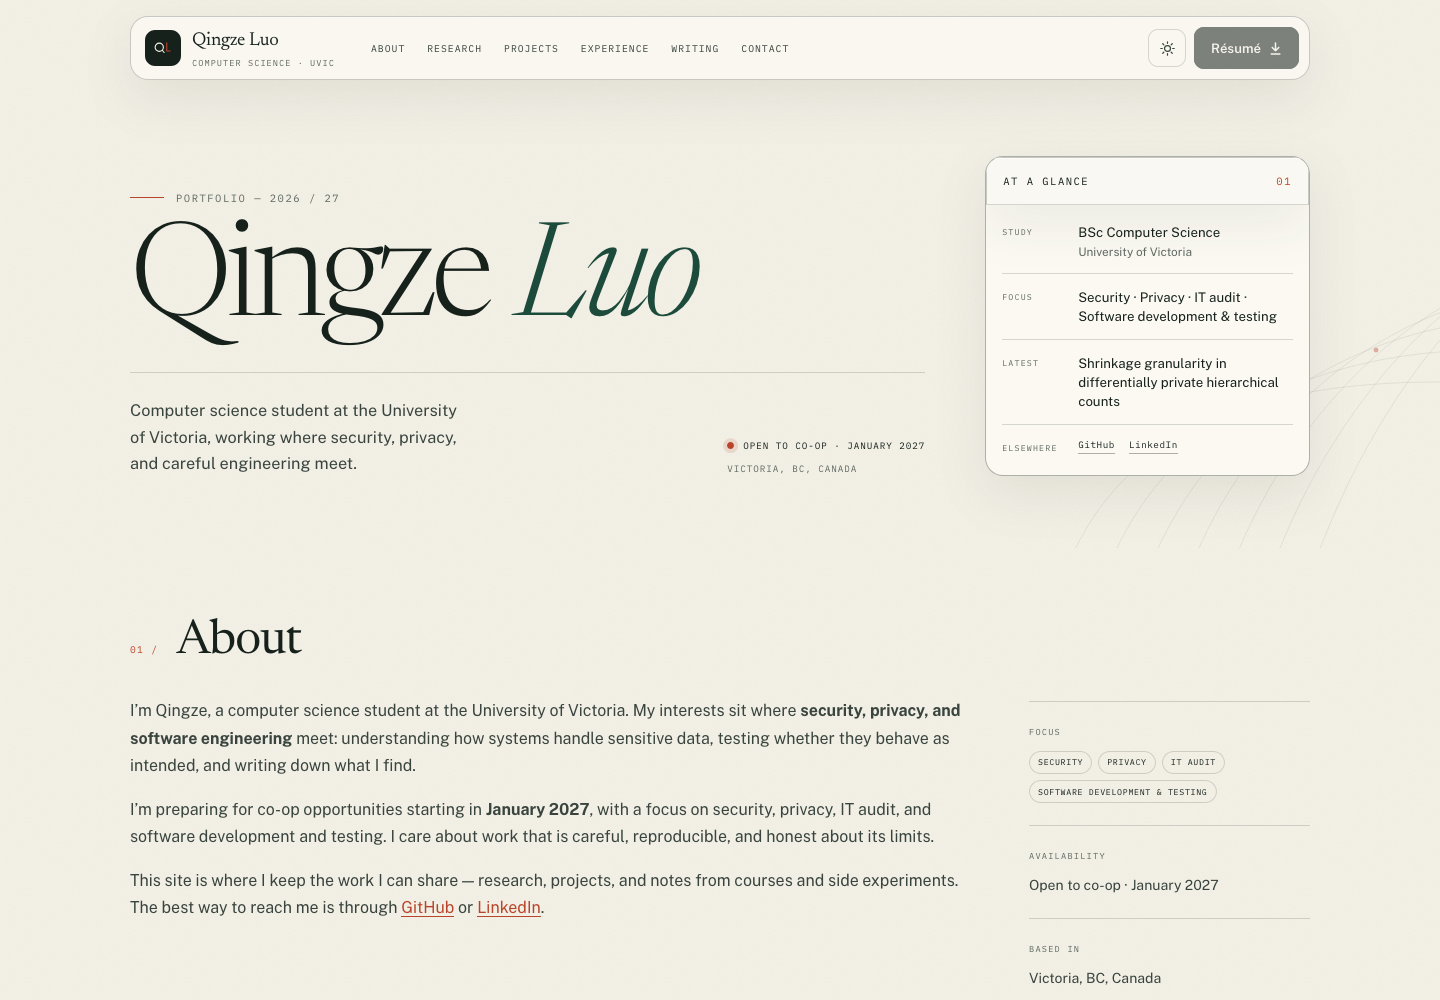 QL
Qingze Luo
COMPUTER SCIENCE · UVIC
ABOUT
RESEARCH
PROJECTS
EXPERIENCE
WRITING
CONTACT
Résumé
PORTFOLIO — 2026 / 27
Qingze Luo
Computer science student at the University
of Victoria, working where security, privacy,
and careful engineering meet.
OPEN TO CO-OP · JANUARY 2027
VICTORIA, BC, CANADA
AT A GLANCE
01
STUDY
BSc Computer Science
University of Victoria
FOCUS
Security · Privacy · IT audit ·
Software development & testing
LATEST
Shrinkage granularity in
differentially private hierarchical
counts
ELSEWHERE
GitHub
LinkedIn
01 /
About
I’m Qingze, a computer science student at the University of Victoria. My interests sit where security, privacy, and
software engineering meet: understanding how systems handle sensitive data, testing whether they behave as
intended, and writing down what I find.
I’m preparing for co-op opportunities starting in January 2027, with a focus on security, privacy, IT audit, and
software development and testing. I care about work that is careful, reproducible, and honest about its limits.
This site is where I keep the work I can share — research, projects, and notes from courses and side experiments.
The best way to reach me is through GitHub or LinkedIn.
FOCUS
SECURITY
PRIVACY
IT AUDIT
SOFTWARE DEVELOPMENT & TESTING
AVAILABILITY
Open to co-op · January 2027
BASED IN
Victoria, BC, Canada